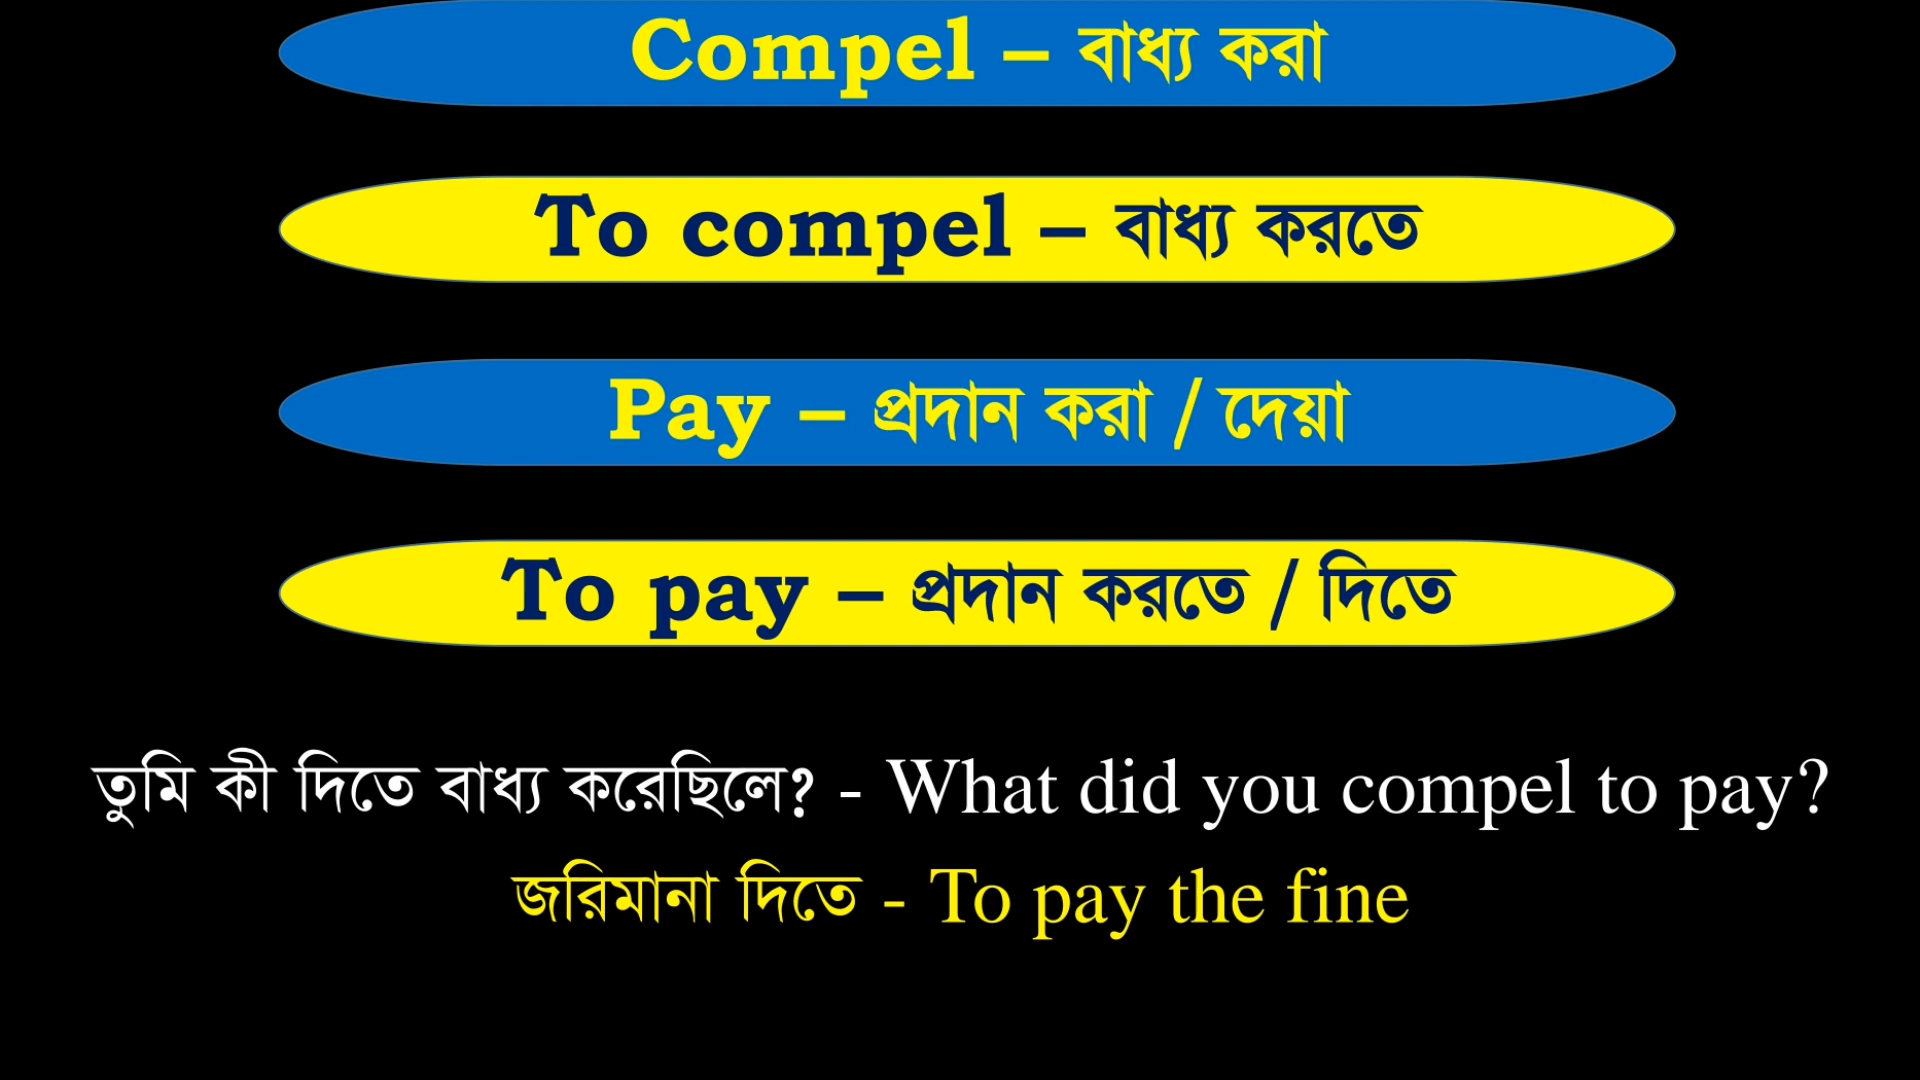 Compel – বাধ্য করা
To compel – বাধ্য করতে
Pay – প্রদান করা / দেয়া
To pay – প্রদান করতে / দিতে
তুমি কী দিতে বাধ্য করেছিলে? - What did you compel to pay?
জরিমানা দিতে - To pay the fine